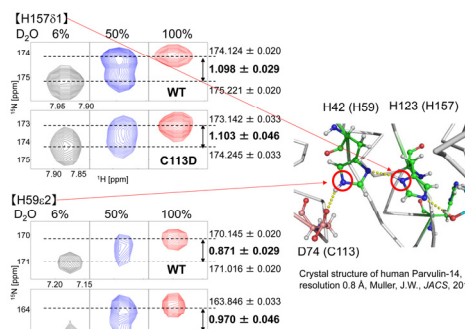 【H157δ1】
D₂O 6% 50% 100%
174
175
¹⁵N [ppm]
7.95 7.90
WT
174.124 ± 0.020
1.098 ± 0.029
175.221 ± 0.020
173
174
175
7.90 7.85
¹H [ppm]
C113D
173.142 ± 0.033
1.103 ± 0.046
174.245 ± 0.033
【H59ε2】
D₂O 6% 50% 100%
170
171
¹⁵N [ppm]
7.20 7.15
WT
170.145 ± 0.020
0.871 ± 0.029
171.016 ± 0.020
164
163.846 ± 0.033
0.970 ± 0.046
H42 (H59)
H123 (H157)
D74 (C113)
Crystal structure of human Parvulin-14,
resolution 0.8 Å, Muller, J.W., JACS, 20